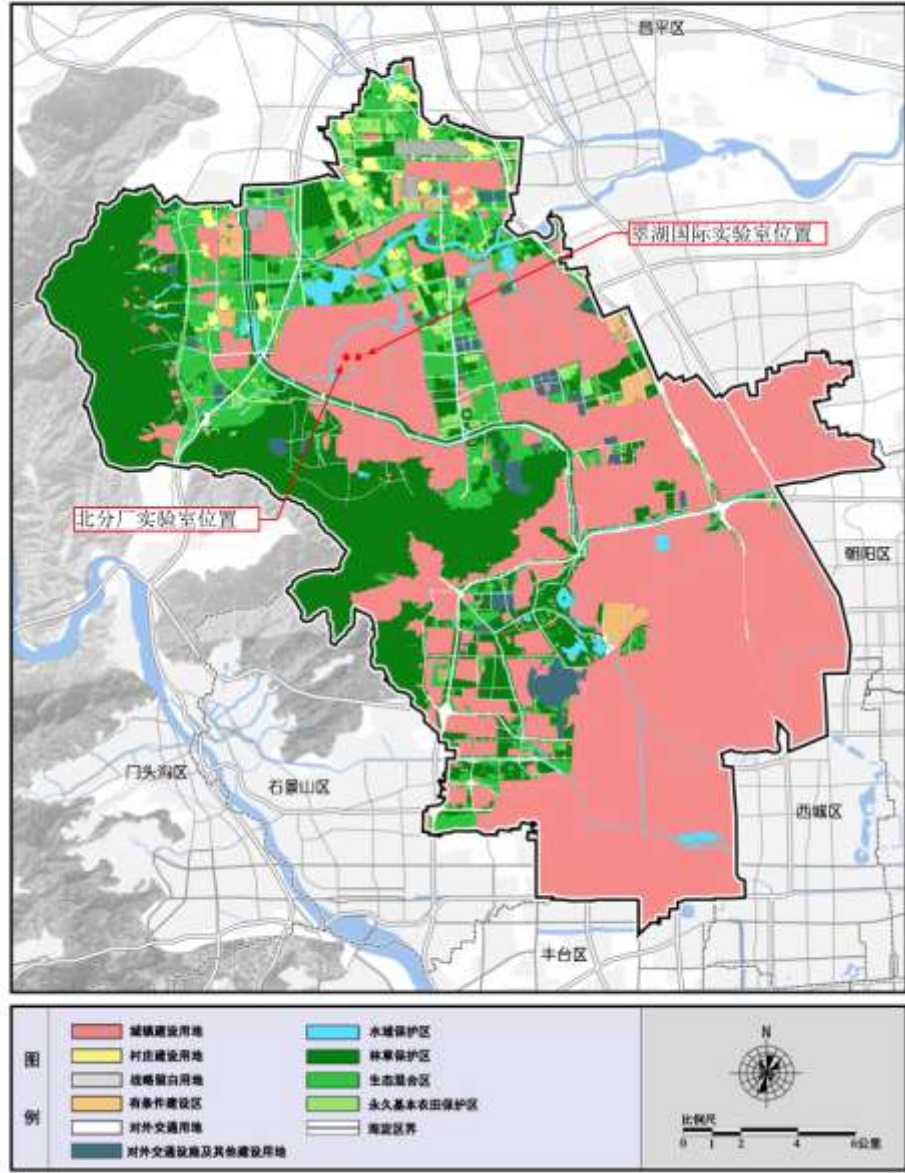 昌平区
翠湖国际实验室位置
北分厂实验室位置
朝阳区
门头沟区
石景山区
西城区
丰台区
图例
城镇建设用地
村庄建设用地
战略留白用地
有条件建设区
对外交通用地
对外交通设施及其他建设用地
水域保护区
林草保护区
生态混合区
永久基本农田保护区
海淀区界
N
比例尺
0 1 2 4 6公里